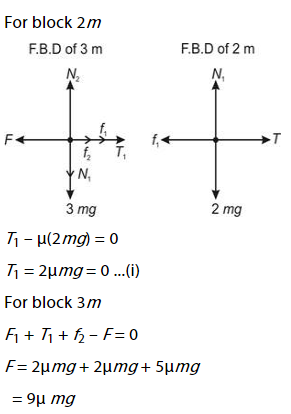 For block 2m
F.B.D of 3 m F.B.D of 2 m
N₂ N₁
F f₁ f₁ T
f₂ T₁
N₁
3 mg 2 mg
T₁ – μ(2mg) = 0
T₁ = 2μmg = 0 ...(i)
For block 3m
F₁ + T₁ + f₂ – F = 0
F = 2μmg + 2μmg + 5μmg
= 9μ mg